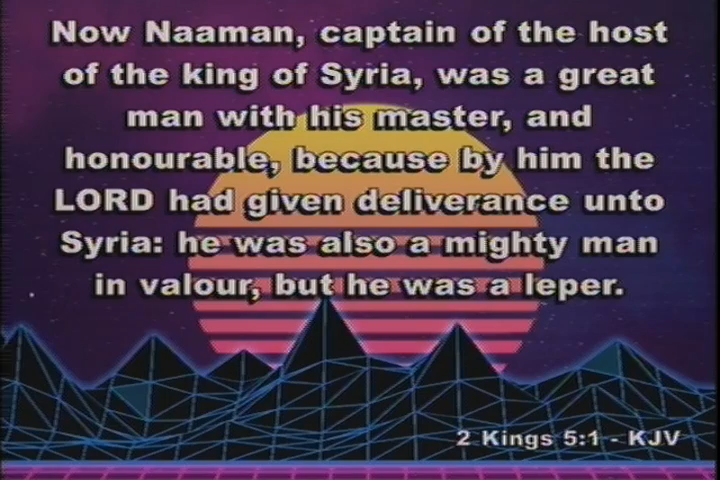 Now Naaman, captain of the host
of the king of Syria, was a great
man with his master, and
honourable, because by him the
LORD had given deliverance unto
Syria: he was also a mighty man
in valour, but he was a leper.
2 Kings 5:1 - KJV